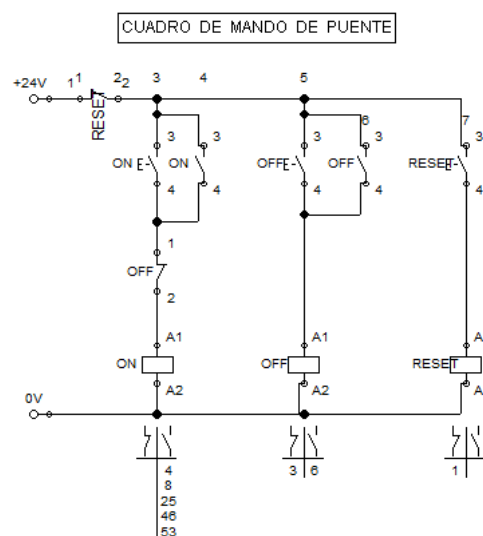 CUADRO DE MANDO DE PUENTE
+24V 1 1 2 2 3 4 5 6 7
RESET
3 3 3 3 3
ON ON OFF OFF RESET
4 4 4 4 4
1
OFF
2
A1 A1 A
ON OFF RESET
A2 A2 A
0V
4 3 6 1
8
25
46
53